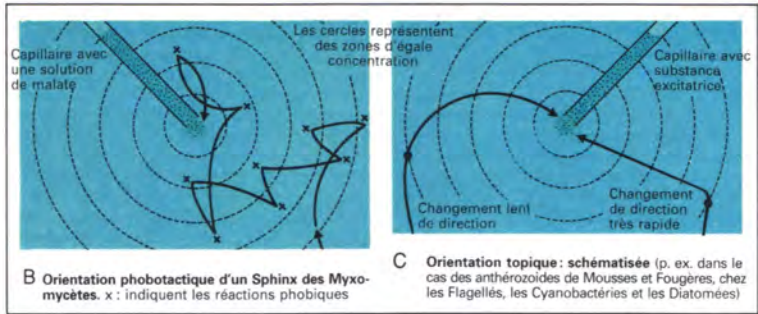 Capillaire avec
une solution
de malate
Les cercles représentent
des zones d'égale
concentration
Capillaire avec
substance
excitatrice
x
x
x
x
x
x
x
x
x
Changement lent
de direction
Changement
de direction
très rapide
B Orientation phobotactique d'un Sphinx des Myxo-
mycètes. x : indiquent les réactions phobiques
C Orientation topique : schématisée (p. ex. dans le
cas des anthérozoides de Mousses et Fougères, chez
les Flagellés, les Cyanobactéries et les Diatomées)